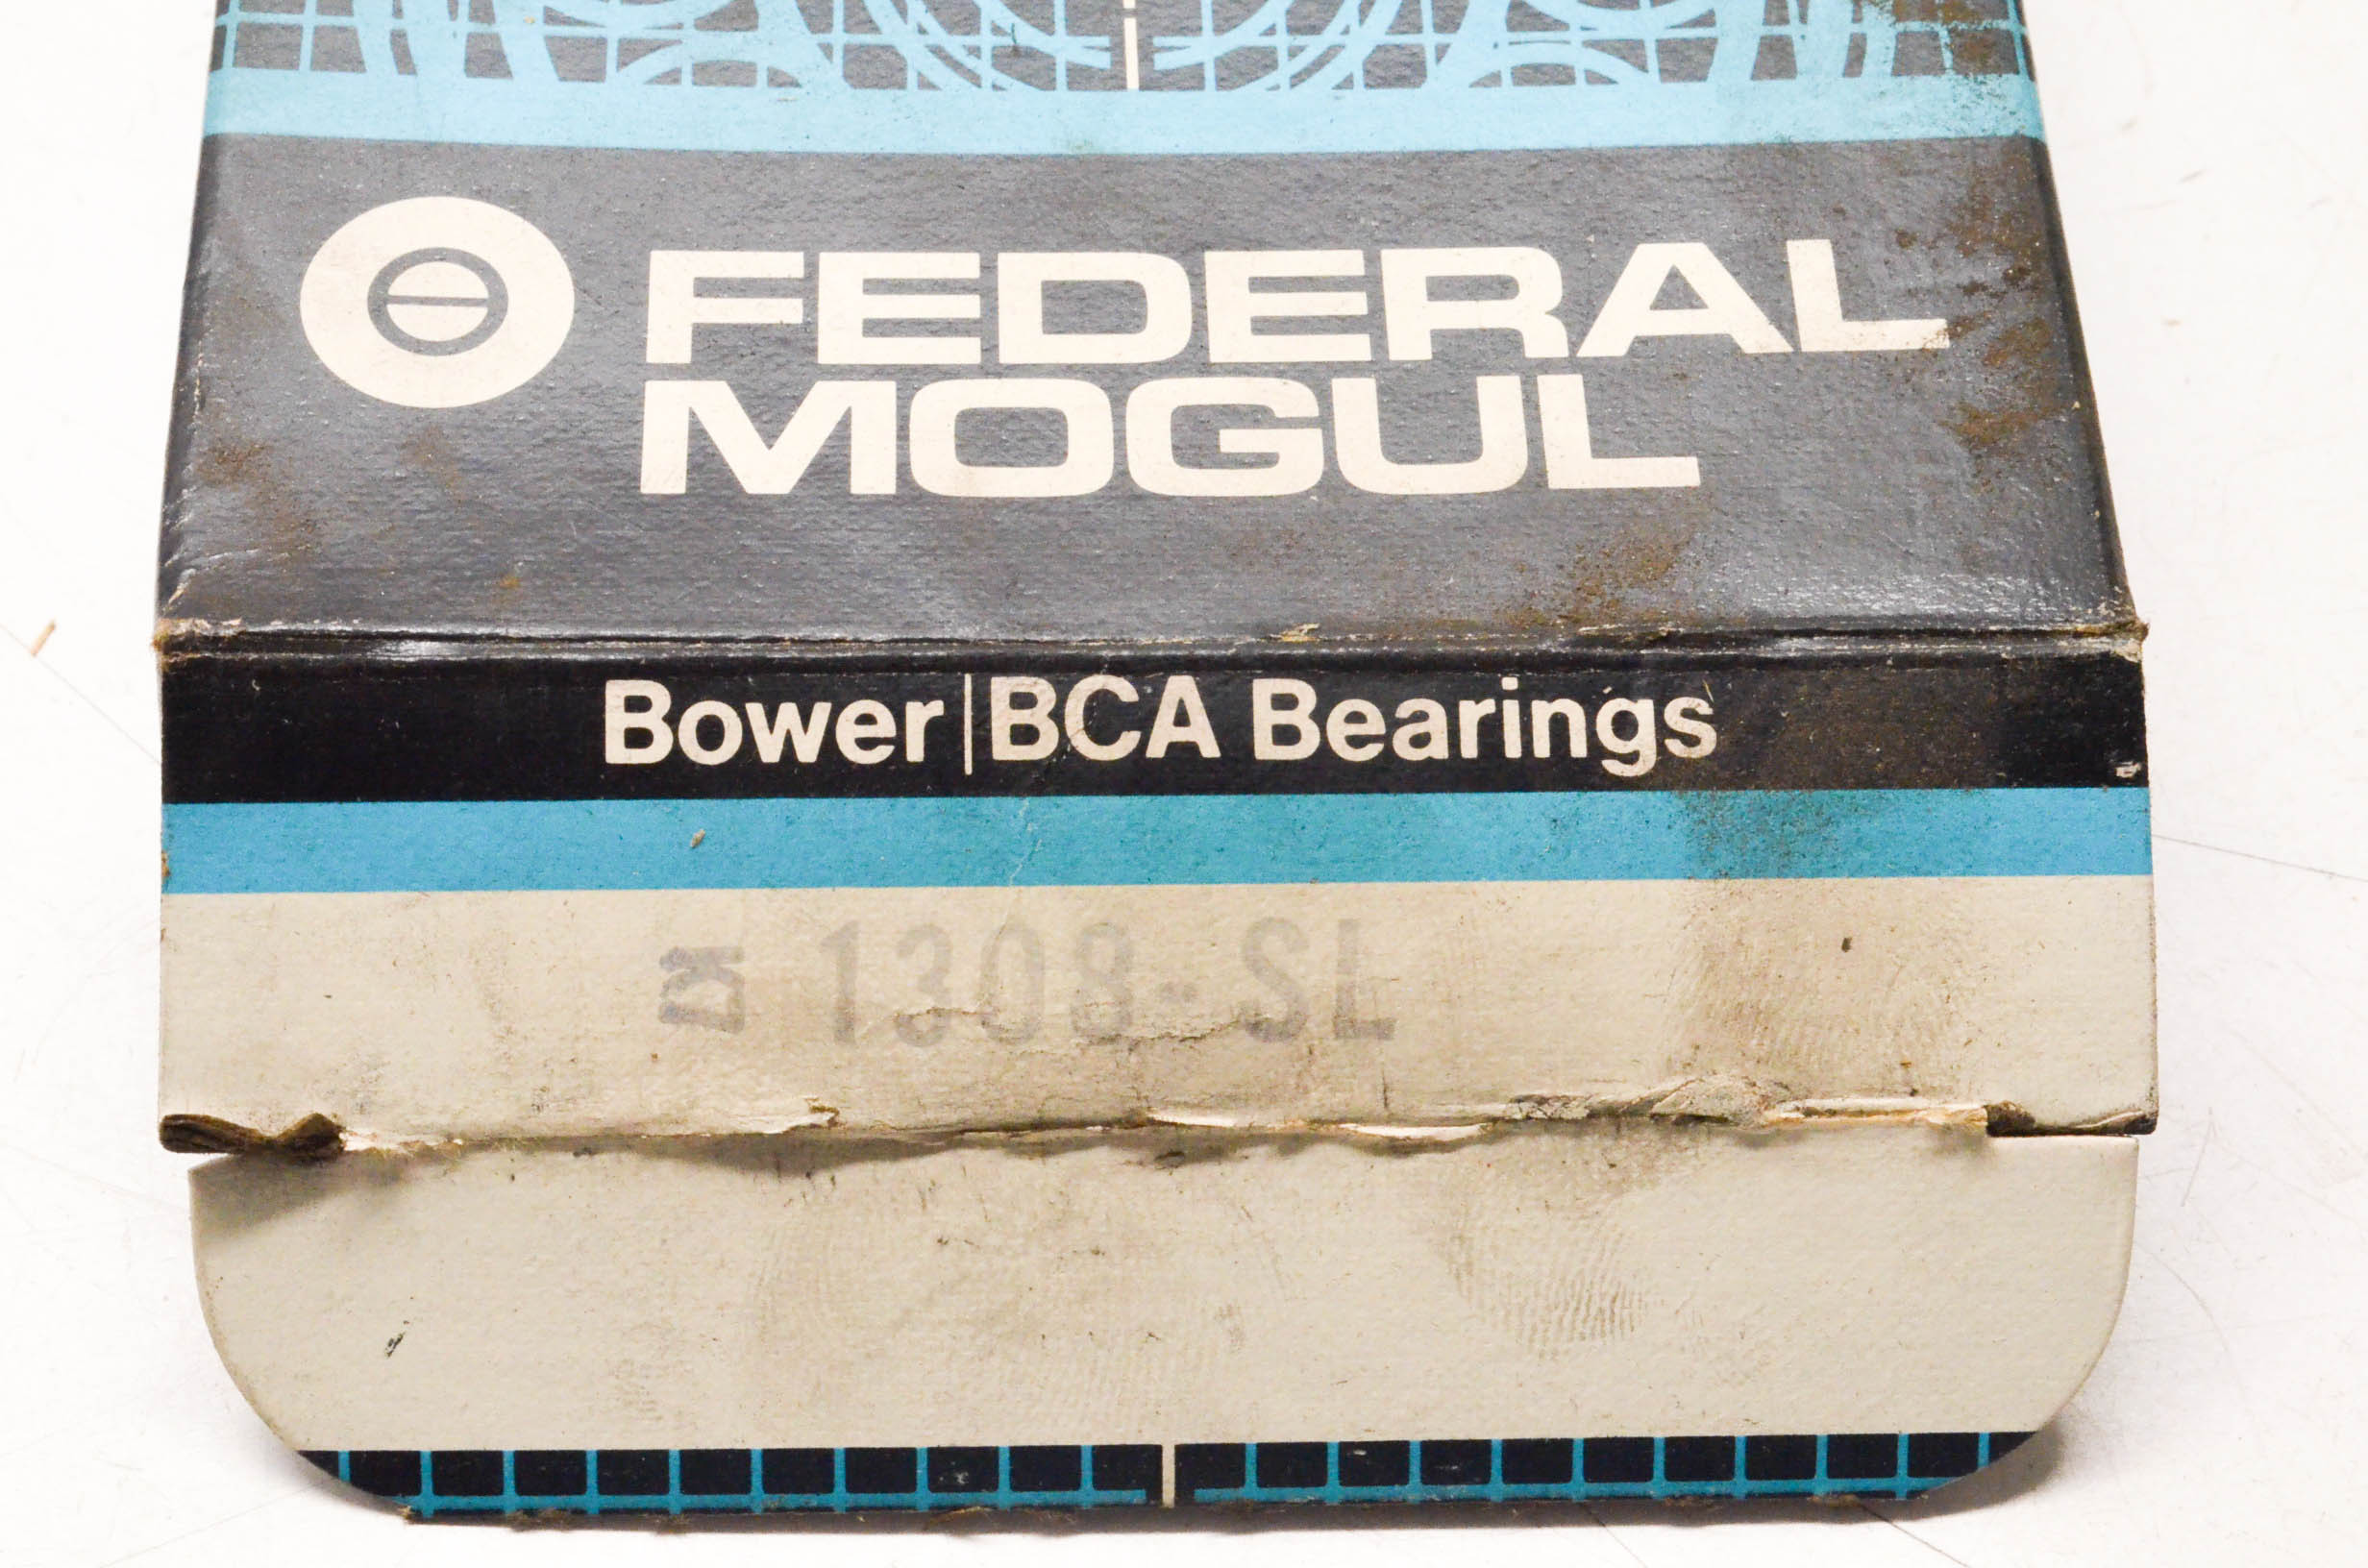 FEDERAL
MOGUL
Bower|BCA Bearings
1308-SL